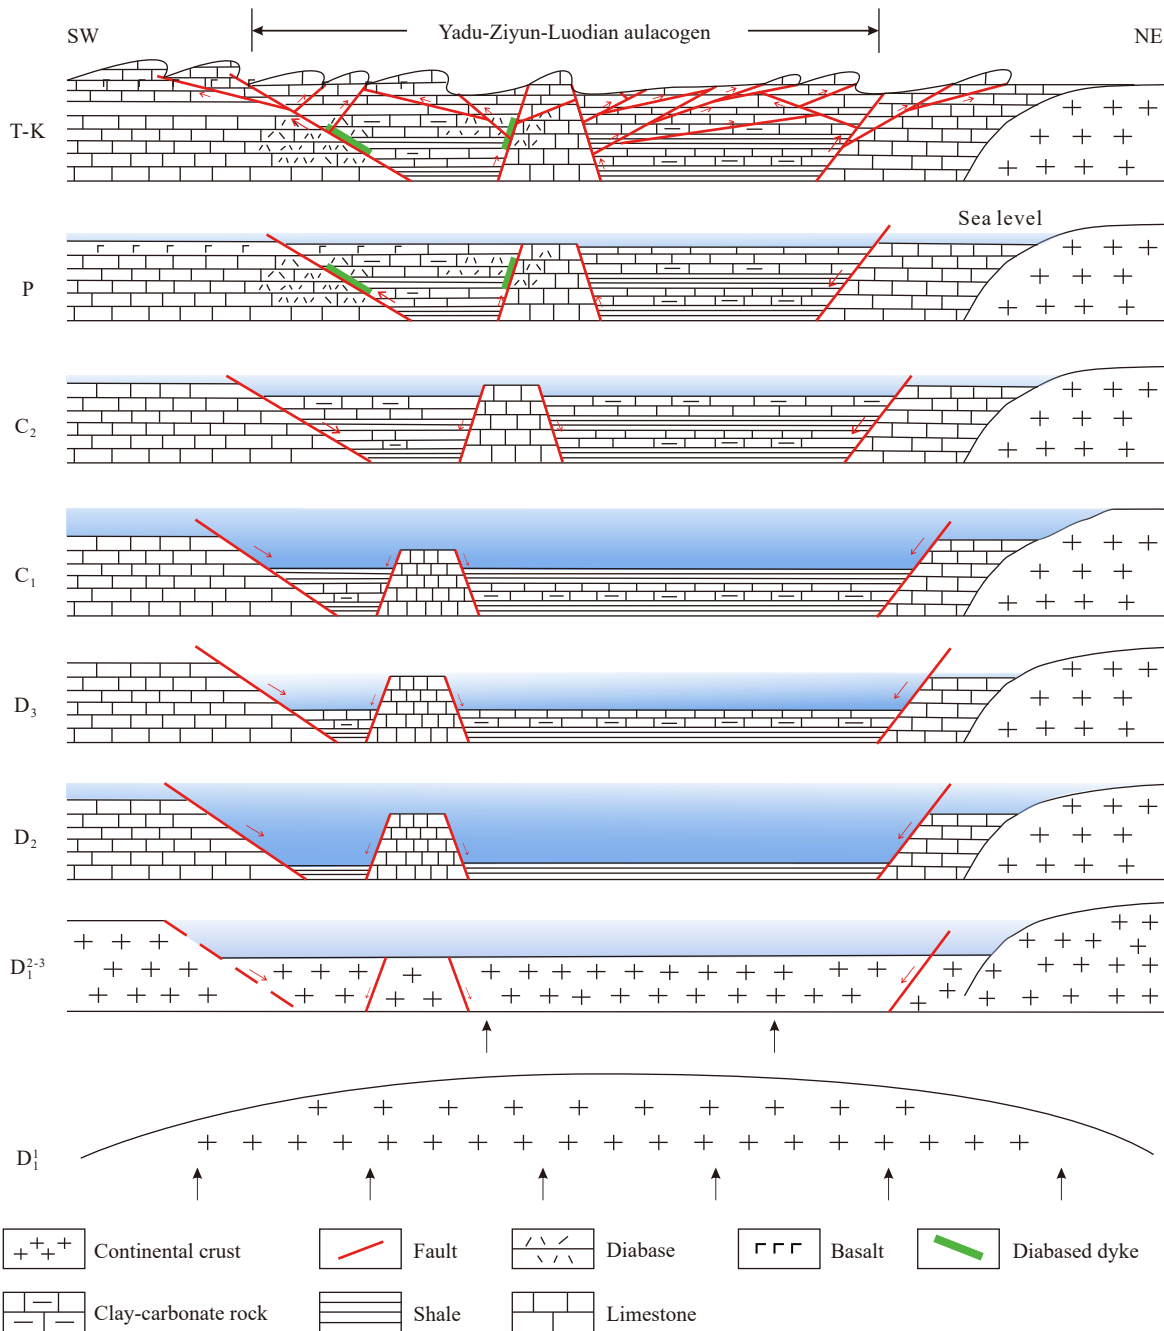 SW
Yadu-Ziyun-Luodian aulacogen
NE
T-K
Sea level
P
C₂
C₁
D₃
D₂
D₁²⁻³
D₁¹
Continental crust
Fault
Diabase
Basalt
Diabased dyke
Clay-carbonate rock
Shale
Limestone